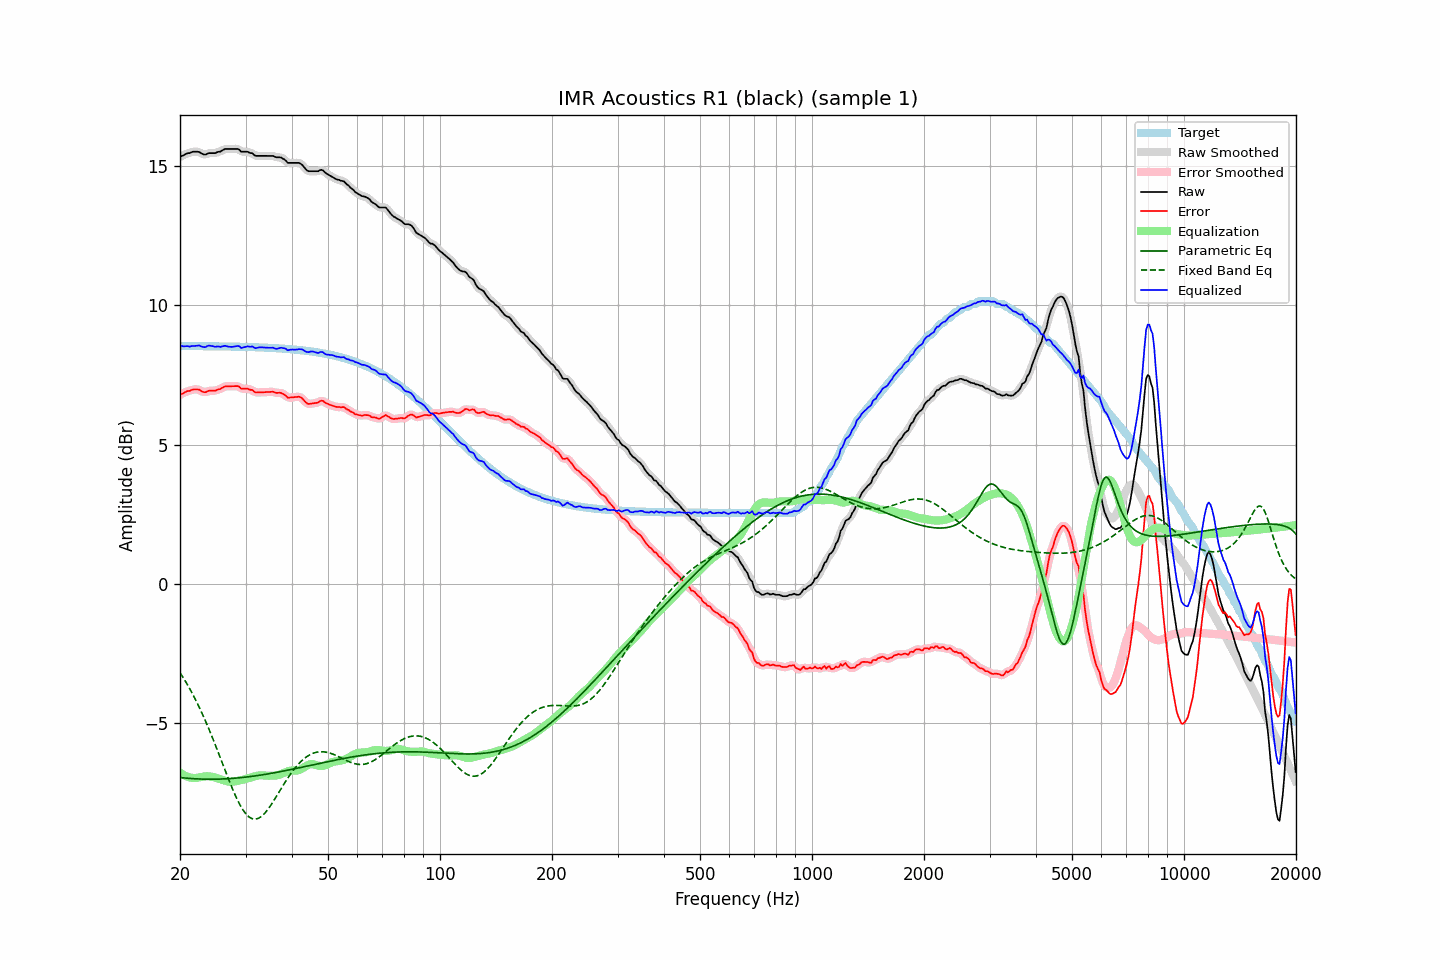 IMR Acoustics R1 (black) (sample 1)
Target
Raw Smoothed
Error Smoothed
Raw
Error
Equalization
Parametric Eq
Fixed Band Eq
Equalized
Amplitude (dBr)
15
10
5
0
−5
20 50 100 200 500 1000 2000 5000 10000 20000
Frequency (Hz)